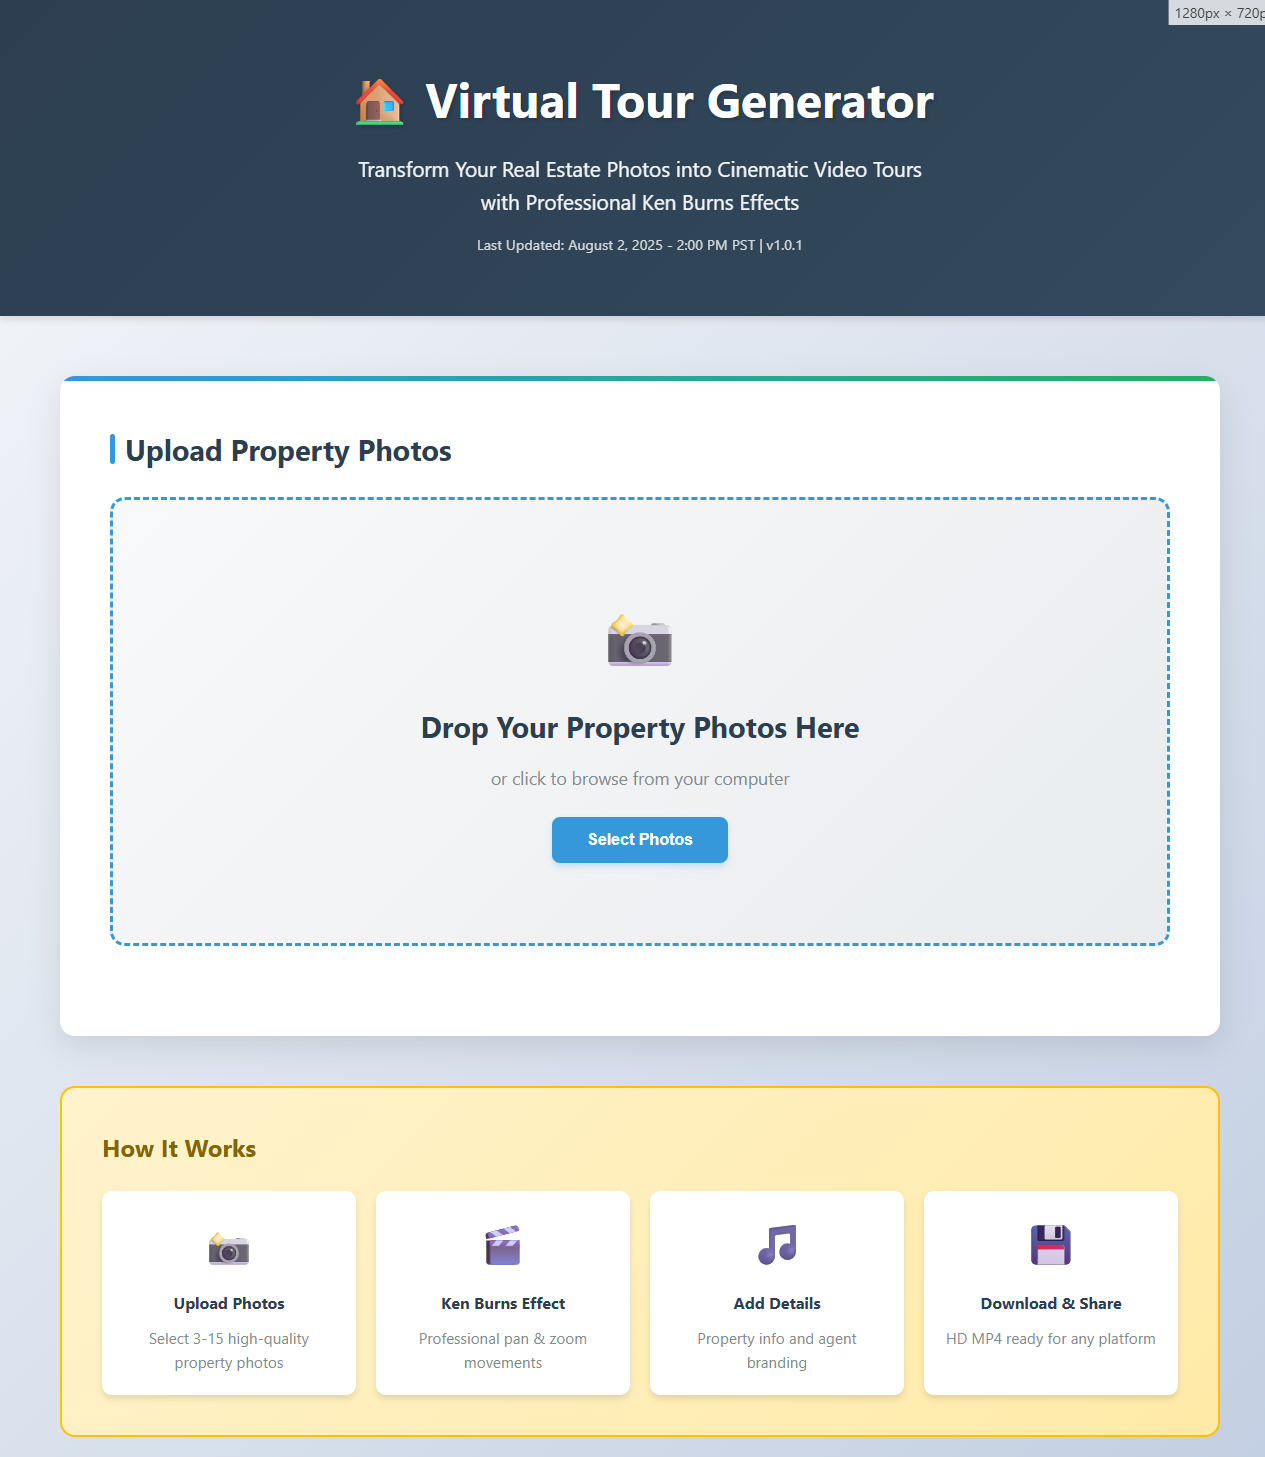 1280px × 720p
Virtual Tour Generator
Transform Your Real Estate Photos into Cinematic Video Tours
with Professional Ken Burns Effects
Last Updated: August 2, 2025 - 2:00 PM PST | v1.0.1
Upload Property Photos
Drop Your Property Photos Here
or click to browse from your computer
Select Photos
How It Works
Upload Photos
Select 3-15 high-quality
property photos
Ken Burns Effect
Professional pan & zoom
movements
Add Details
Property info and agent
branding
Download & Share
HD MP4 ready for any platform